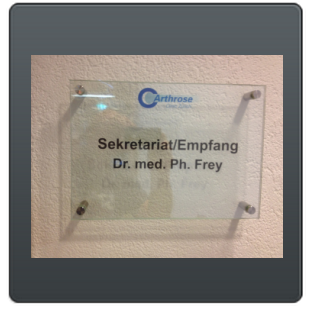 Arthrose
Sekretariat/Empfang
Dr. med. Ph. Frey